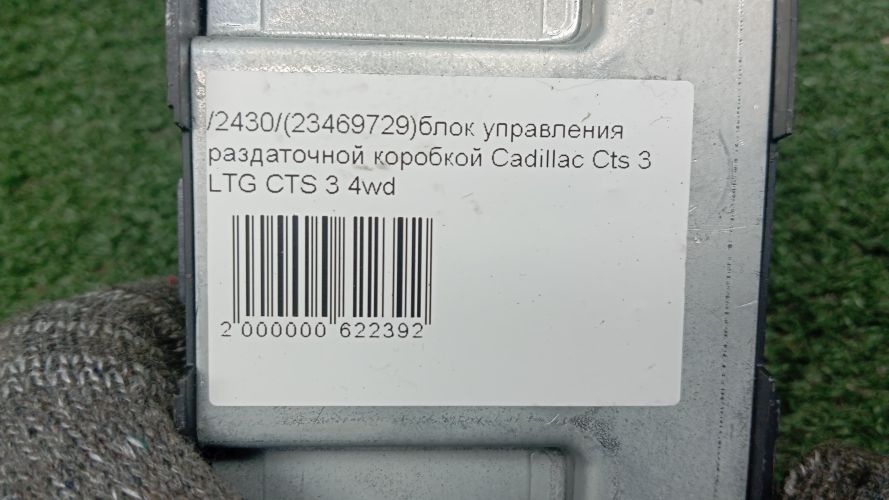 /2430/(23469729)блок управления
раздаточной коробкой Cadillac Cts 3
LTG CTS 3 4wd
2 000000 622392